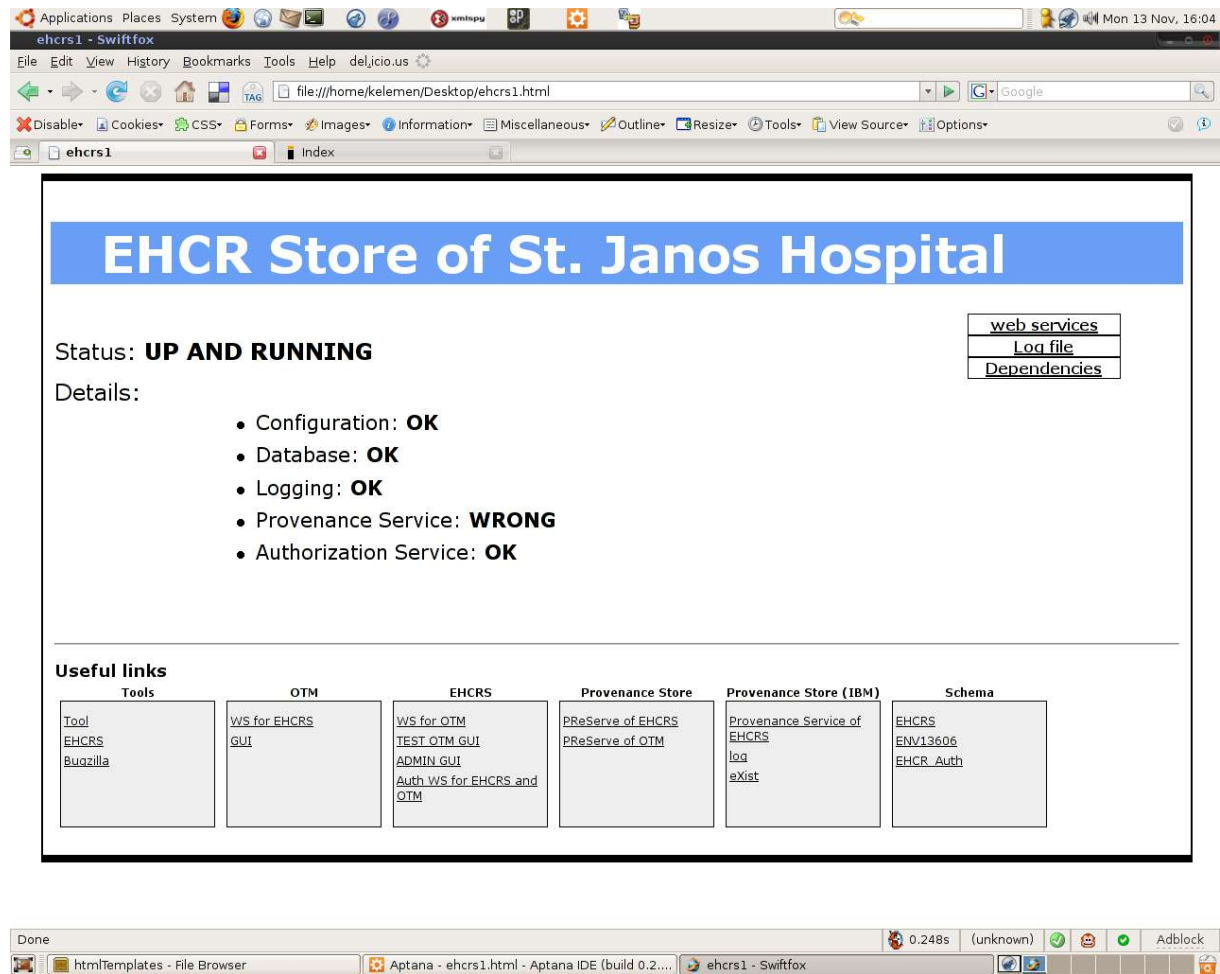 Applications Places System xmlspy Mon 13 Nov, 16:04
ehcrs1 - Swiftfox
File Edit View History Bookmarks Tools Help del.icio.us
TAG file:///home/kelemen/Desktop/ehcrs1.html G Google
Disable Cookies CSS Forms Images Information Miscellaneous Outline Resize Tools View Source Options
ehcrs1 Index
EHCR Store of St. Janos Hospital
web services
Log file
Dependencies
Status: UP AND RUNNING
Details:
• Configuration: OK
• Database: OK
• Logging: OK
• Provenance Service: WRONG
• Authorization Service: OK
Useful links
Tools
Tool
EHCRS
Bugzilla
OTM
WS for EHCRS
GUI
EHCRS
WS for OTM
TEST OTM GUI
ADMIN GUI
Auth WS for EHCRS and
OTM
Provenance Store
PReServe of EHCRS
PReServe of OTM
Provenance Store (IBM)
Provenance Service of
EHCRS
log
eXist
Schema
EHCRS
ENV13606
EHCR_Auth
Done 0.248s (unknown) Adblock
htmlTemplates - File Browser Aptana - ehcrs1.html - Aptana IDE (build 0.2.... ehcrs1 - Swiftfox